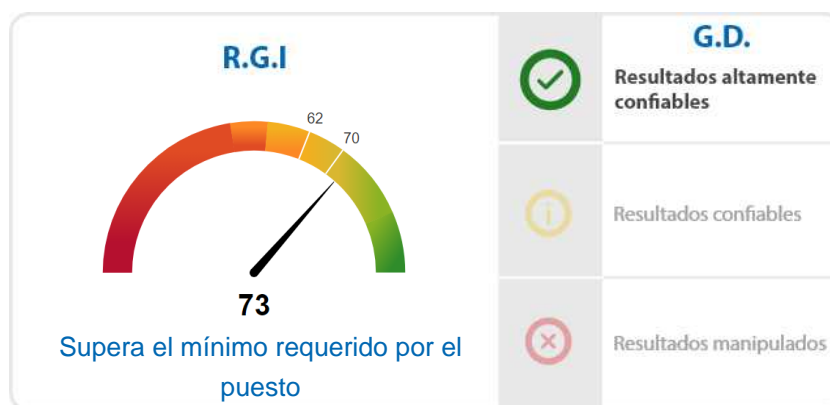 R.G.I
62
70
73
Supera el mínimo requerido por el
puesto
G.D.
Resultados altamente
confiables
Resultados confiables
Resultados manipulados